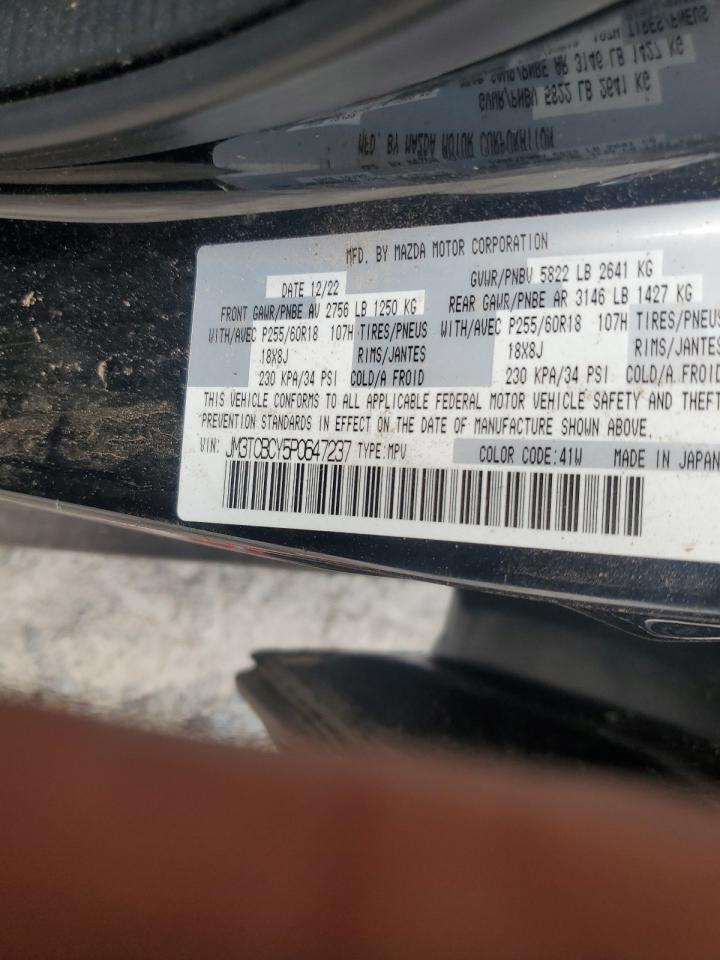 MFD. BY MAZDA MOTOR CORPORATION
DATE 12/22 GVWR/PNBV 5822 LB 2641 KG
FRONT GAWR/PNBE AV 2756 LB 1250 KG REAR GAWR/PNBE AR 3146 LB 1427 KG
WITH/AVEC P255/60R18 107H TIRES/PNEUS WITH/AVEC P255/60R18 107H TIRES/PNEUS
18X8J RIMS/JANTES 18X8J RIMS/JANTES
230 KPA/34 PSI COLD/A FROID 230 KPA/34 PSI COLD/A FROID
THIS VEHICLE CONFORMS TO ALL APPLICABLE FEDERAL MOTOR VEHICLE SAFETY AND THEFT
PREVENTION STANDARDS IN EFFECT ON THE DATE OF MANUFACTURE SHOWN ABOVE.
VIN: JM3TCBCY5P0647237 TYPE:MPV COLOR CODE:41W MADE IN JAPAN